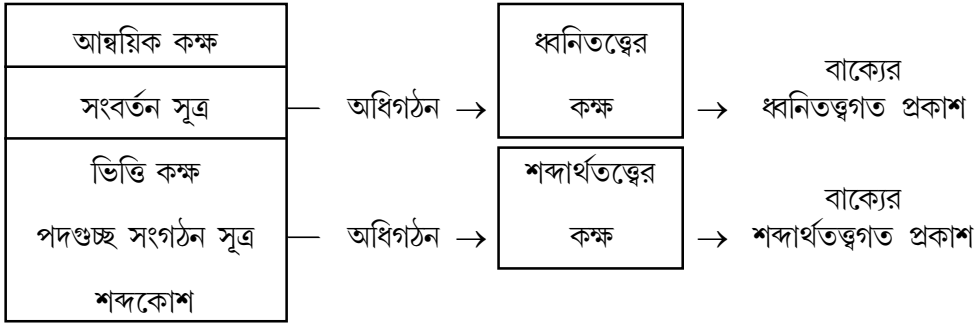 আন্বয়িক কক্ষ
সংবর্তন সূত্র — অধিগঠন →
ধ্বনিতত্ত্বের
কক্ষ
→
বাক্যের
ধ্বনিতত্ত্বগত প্রকাশ
ভিত্তি কক্ষ
পদগুচ্ছ সংগঠন সূত্র — অধিগঠন →
শব্দকোশ
শব্দার্থতত্ত্বের
কক্ষ
→
বাক্যের
শব্দার্থতত্ত্বগত প্রকাশ